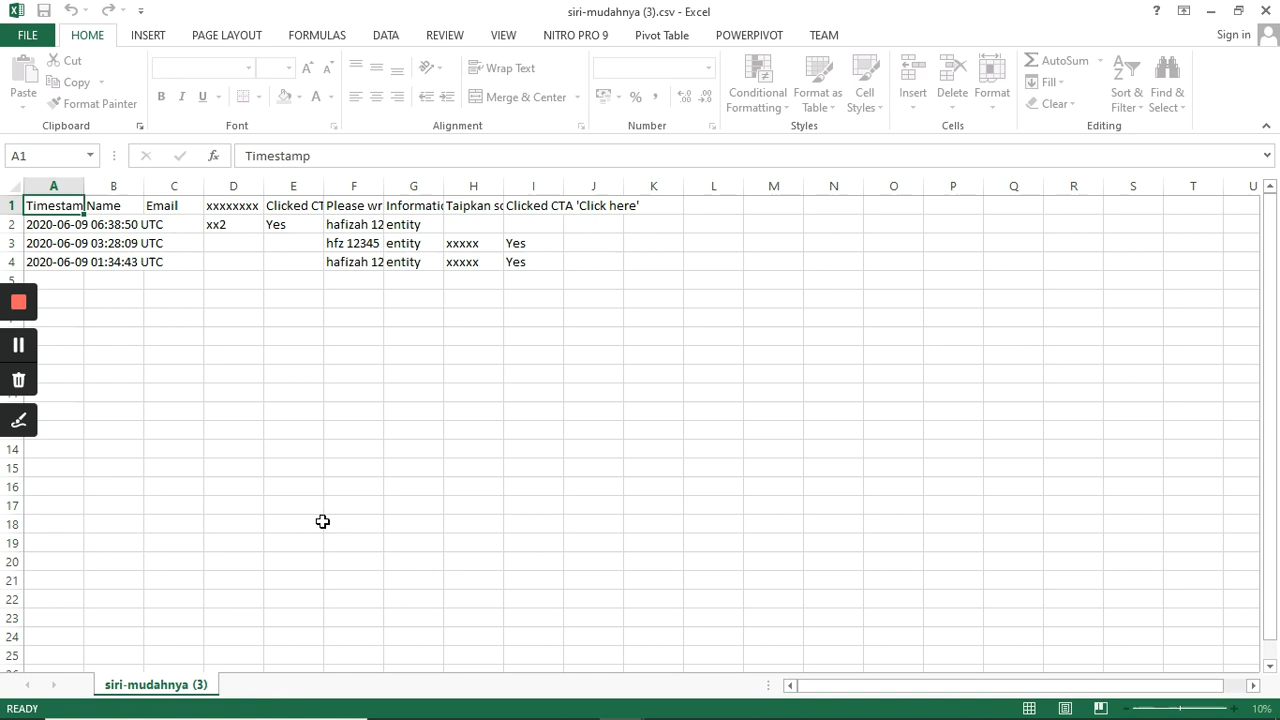 siri-mudahnya (3).csv - Excel
FILE HOME INSERT PAGE LAYOUT FORMULAS DATA REVIEW VIEW NITRO PRO 9 Pivot Table POWERPIVOT TEAM Sign in
Paste Cut Copy Format Painter
Clipboard
B I U A
Font
Wrap Text
Merge & Center
Alignment
% ,
Number
Conditional Formatting
Format as Table
Cell Styles
Styles
Insert Delete Format
Cells
AutoSum
Fill
Clear
Sort & Filter
Find & Select
Editing
A1 fx Timestamp
A B C D E F G H I J K L M N O P Q R S T U
1 Timestam Name Email xxxxxxxx Clicked CT Please wr Informatic Taipkan so Clicked CTA 'Click here'
2 2020-06-09 06:38:50 UTC xx2 Yes hafizah 12 entity
3 2020-06-09 03:28:09 UTC hfz 12345 entity xxxxx Yes
4 2020-06-09 01:34:43 UTC hafizah 12 entity xxxxx Yes
5
14
15
16
17
18
19
20
21
22
23
24
25
siri-mudahnya (3)
READY 10%